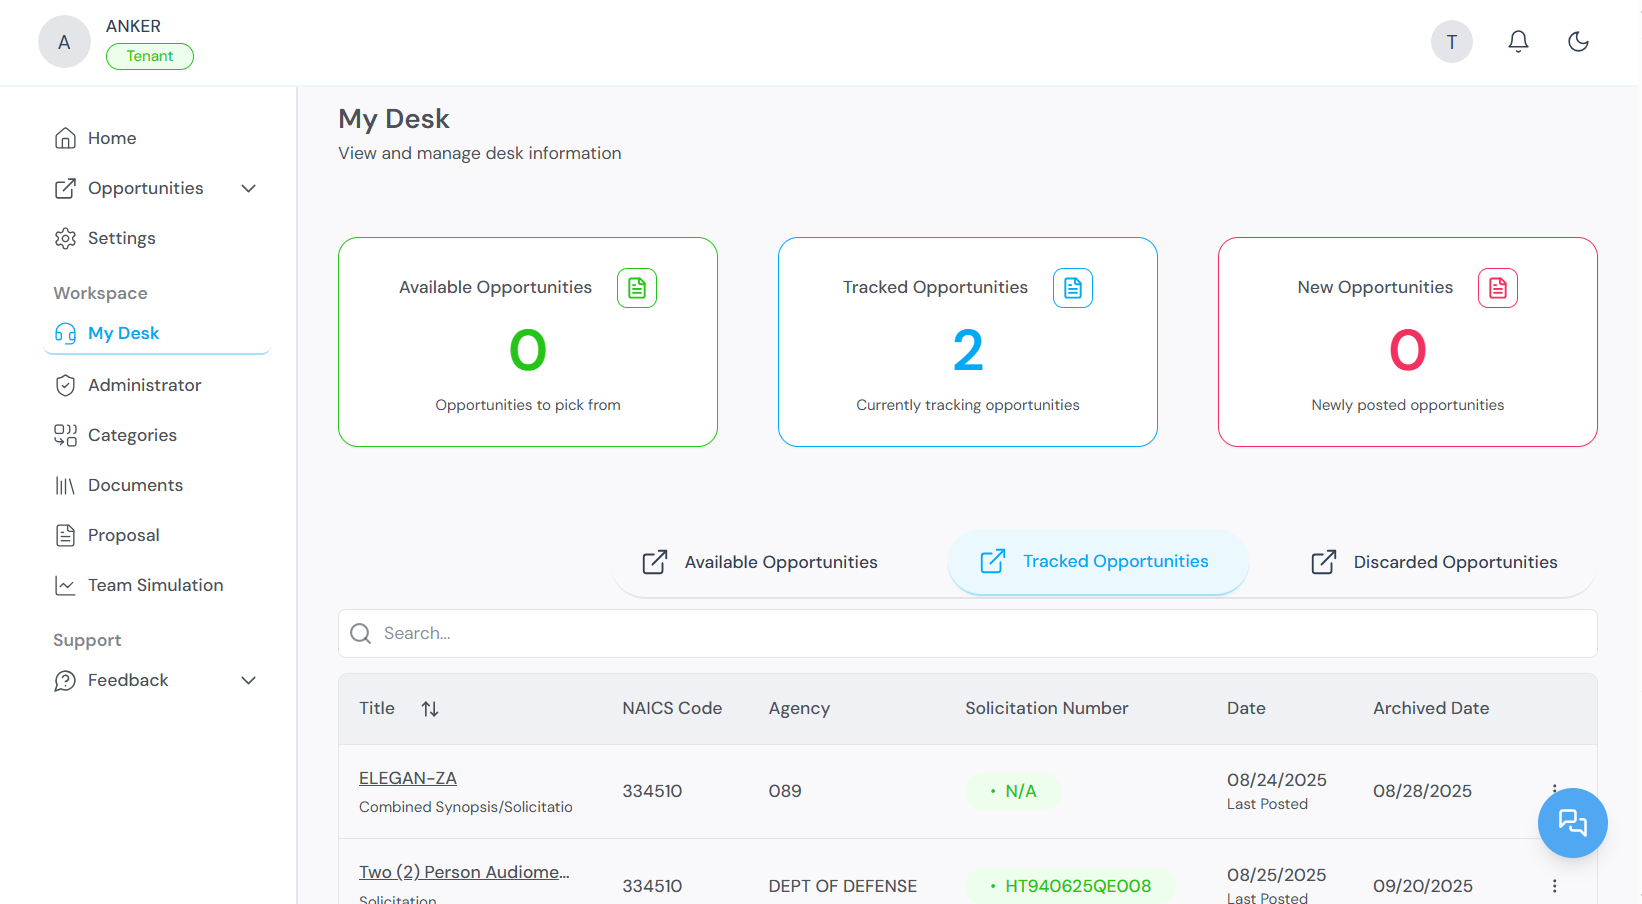 A
ANKER
Tenant
T
Home
Opportunities
Settings
Workspace
My Desk
Administrator
Categories
Documents
Proposal
Team Simulation
Support
Feedback
My Desk
View and manage desk information
Available Opportunities
0
Opportunities to pick from
Tracked Opportunities
2
Currently tracking opportunities
New Opportunities
0
Newly posted opportunities
Available Opportunities
Tracked Opportunities
Discarded Opportunities
Search...
Title NAICS Code Agency Solicitation Number Date Archived Date
ELEGAN-ZA
Combined Synopsis/Solicitatio
334510
089
• N/A
08/24/2025
Last Posted
08/28/2025
Two (2) Person Audiome...
Solicitation
334510
DEPT OF DEFENSE
• HT940625QE008
08/25/2025
Last Posted
09/20/2025